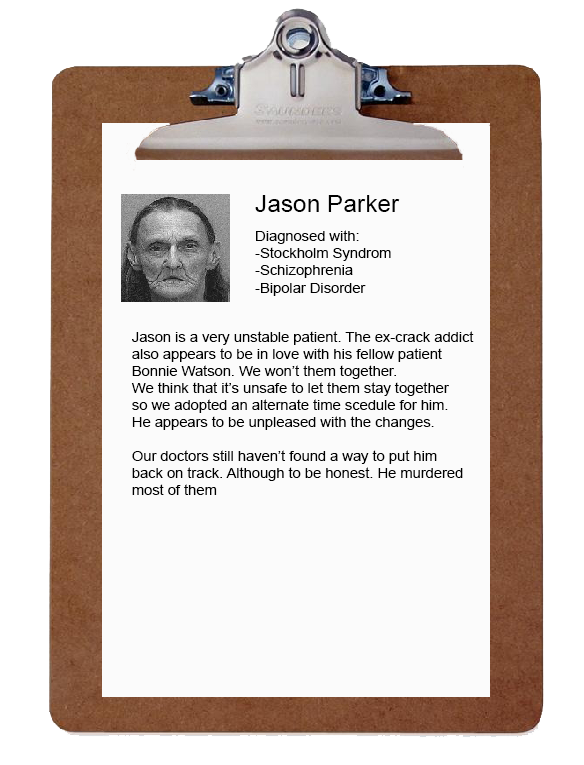 SAUNDERS
Jason Parker
Diagnosed with:
-Stockholm Syndrom
-Schizophrenia
-Bipolar Disorder
Jason is a very unstable patient. The ex-crack addict
also appears to be in love with his fellow patient
Bonnie Watson. We won't them together.
We think that it's unsafe to let them stay together
so we adopted an alternate time scedule for him.
He appears to be unpleased with the changes.
Our doctors still haven't found a way to put him
back on track. Although to be honest. He murdered
most of them